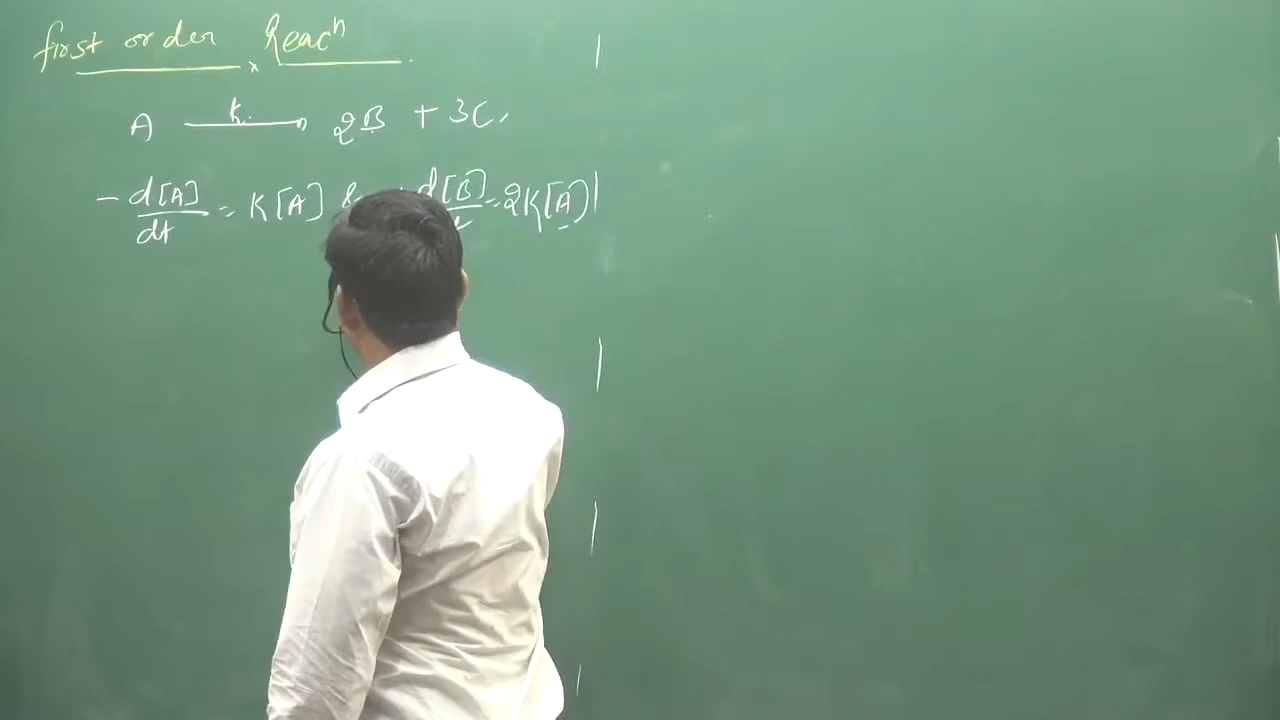 First order Reacⁿ
A —K→ 2B + 3C,
- d[A]/dt = K[A] & d[B]/dt = 2K[A]